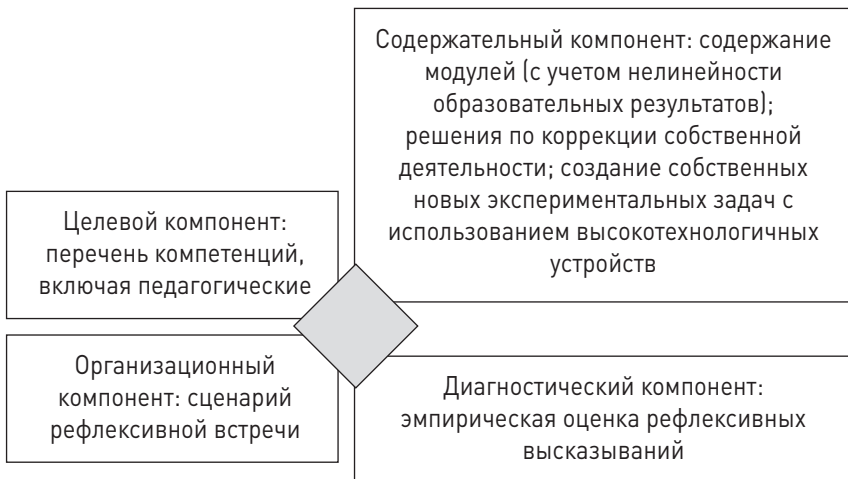 Содержательный компонент: содержание
модулей (с учетом нелинейности
образовательных результатов);
решения по коррекции собственной
деятельности; создание собственных
новых экспериментальных задач с
использованием высокотехнологичных
устройств
Целевой компонент:
перечень компетенций,
включая педагогические
Организационный
компонент: сценарий
рефлексивной встречи
Диагностический компонент:
эмпирическая оценка рефлексивных
высказываний